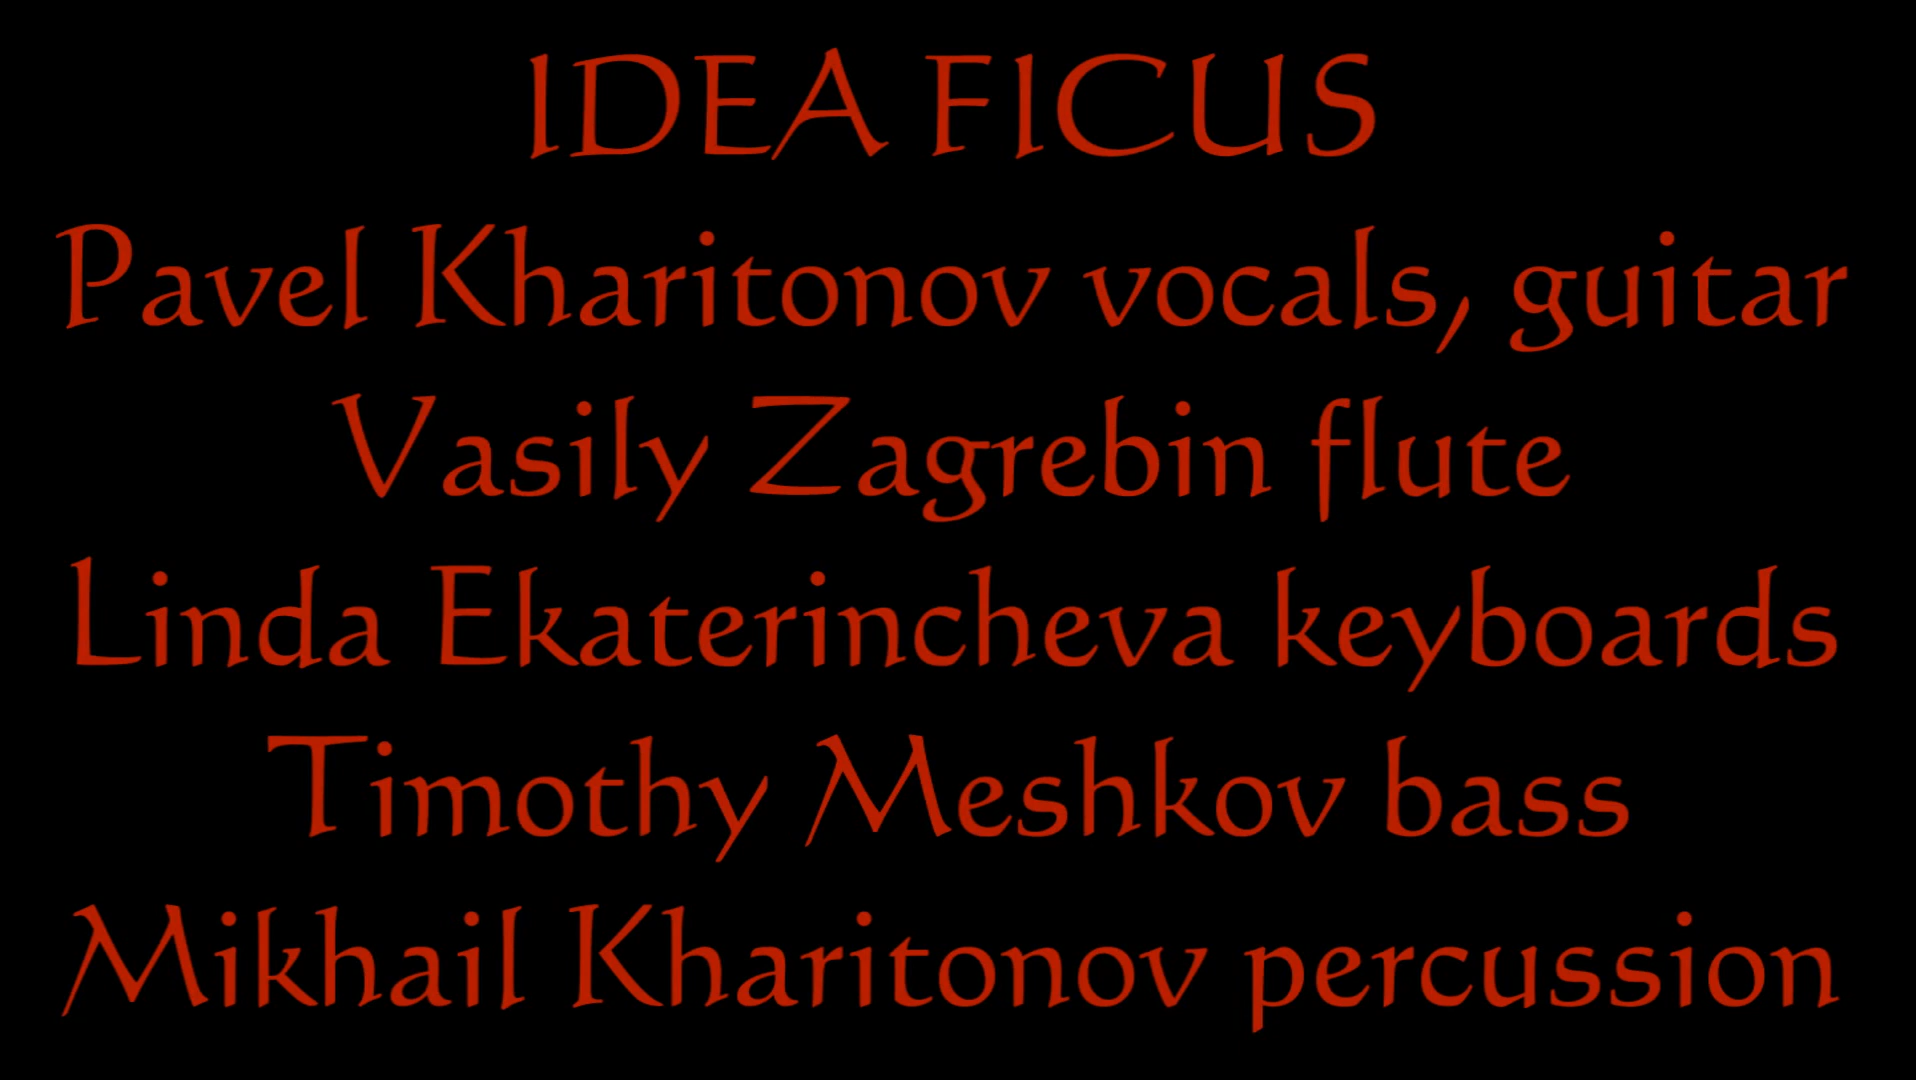 IDEA FICUS
Pavel Kharitonov vocals, guitar
Vasily Zagrebin flute
Linda Ekaterincheva keyboards
Timothy Meshkov bass
Mikhail Kharitonov percussion